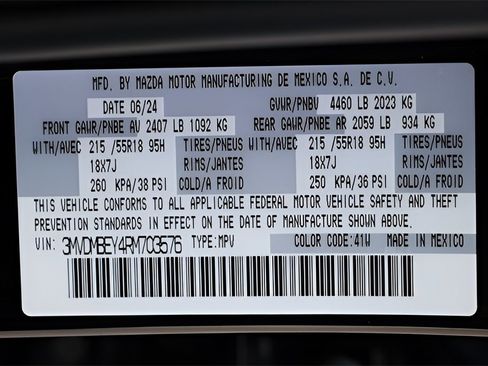 MFD. BY MAZDA MOTOR MANUFACTURING DE MEXICO S.A. DE C.V.
DATE 06/24 GVWR/PNBV 4460 LB 2023 KG
FRONT GAWR/PNBE AV 2407 LB 1092 KG REAR GAWR/PNBE AR 2059 LB 934 KG
WITH/AVEC 215 /55R18 95H TIRES/PNEUS WITH/AVEC 215 /55R18 95H TIRES/PNEUS
18X7J RIMS/JANTES 18X7J RIMS/JANTES
260 KPA/38 PSI COLD/A FROID 250 KPA/36 PSI COLD/A FROID
THIS VEHICLE CONFORMS TO ALL APPLICABLE FEDERAL MOTOR VEHICLE SAFETY AND THEFT
PREVENTION STANDARDS IN EFFECT ON THE DATE OF MANUFACTURE SHOWN ABOVE.
VIN: 3MVDMBEY4RM703576 TYPE: MPV COLOR CODE: 41W MADE IN MEXICO